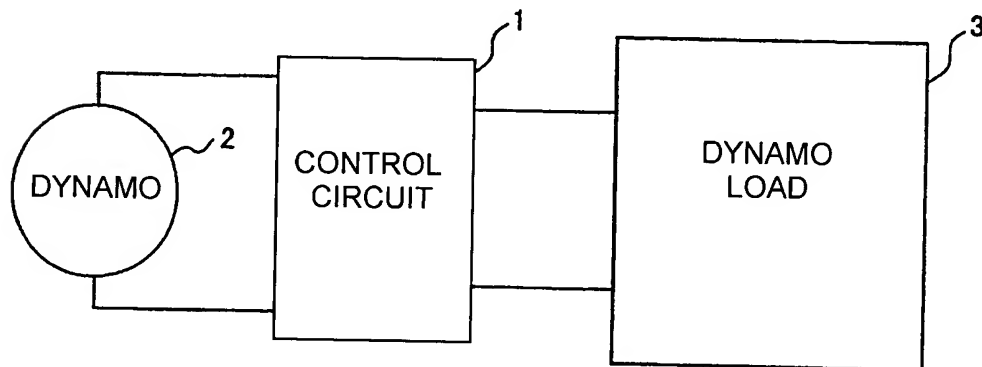 1
3
2
DYNAMO
CONTROL
CIRCUIT
DYNAMO
LOAD